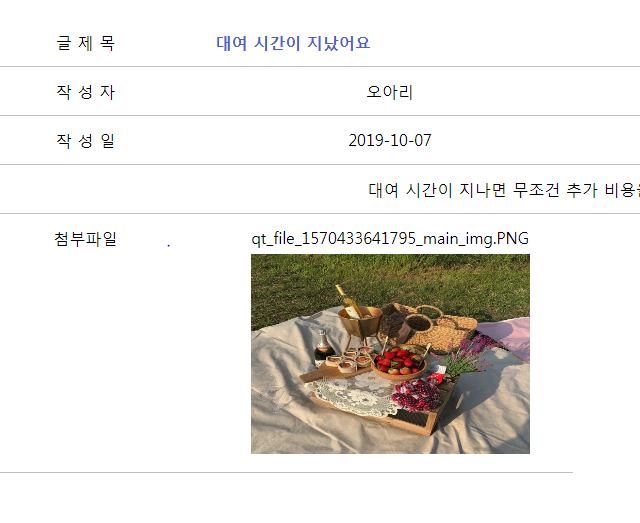 글 제 목 대여 시간이 지났어요
작 성 자 오아리
작 성 일 2019-10-07
대여 시간이 지나면 무조건 추가 비용을
첨부파일 . qt_file_1570433641795_main_img.PNG